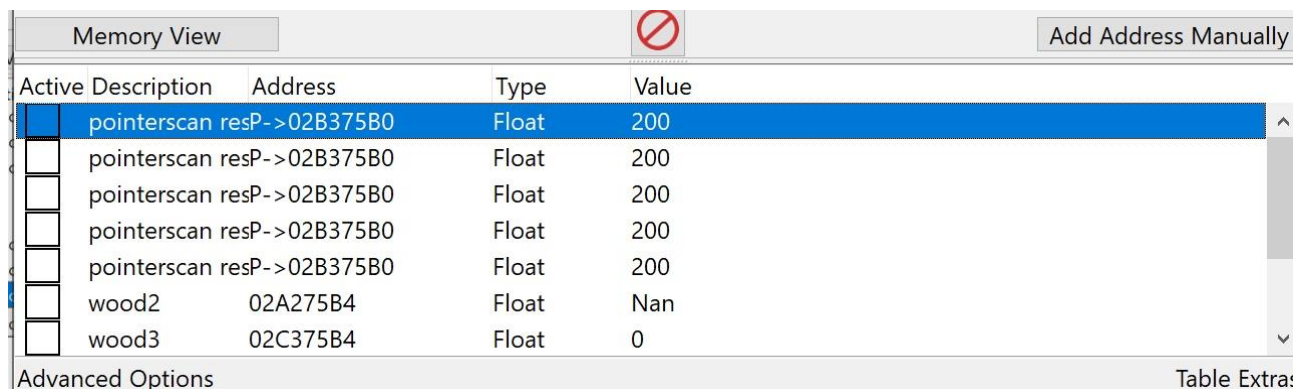 Memory View Add Address Manually
Active Description Address Type Value
pointerscan resP->02B375B0 Float 200
pointerscan resP->02B375B0 Float 200
pointerscan resP->02B375B0 Float 200
pointerscan resP->02B375B0 Float 200
pointerscan resP->02B375B0 Float 200
wood2 02A275B4 Float Nan
wood3 02C375B4 Float 0
Advanced Options Table Extras